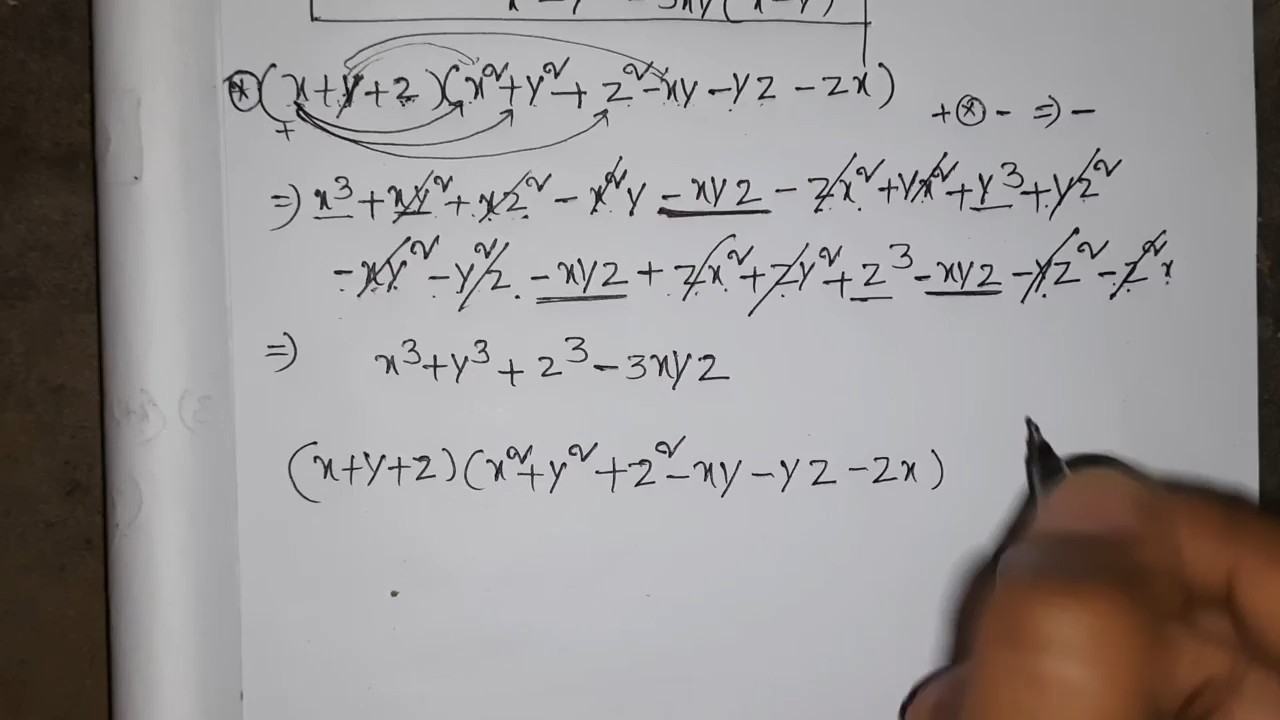 (x+y+z)(x²+y²+z²-xy-yz-zx)
+ ⊛ - ⇒ -
+
⇒ x³+xy²+xz²-x²y-xyz-zx²+yx²+y³+yz²
-xy²-y²z-xyz+zx²+zy²+z³-xyz-yz²-z²x
⇒ x³+y³+z³-3xyz
(x+y+z)(x²+y²+z²-xy-yz-zx)